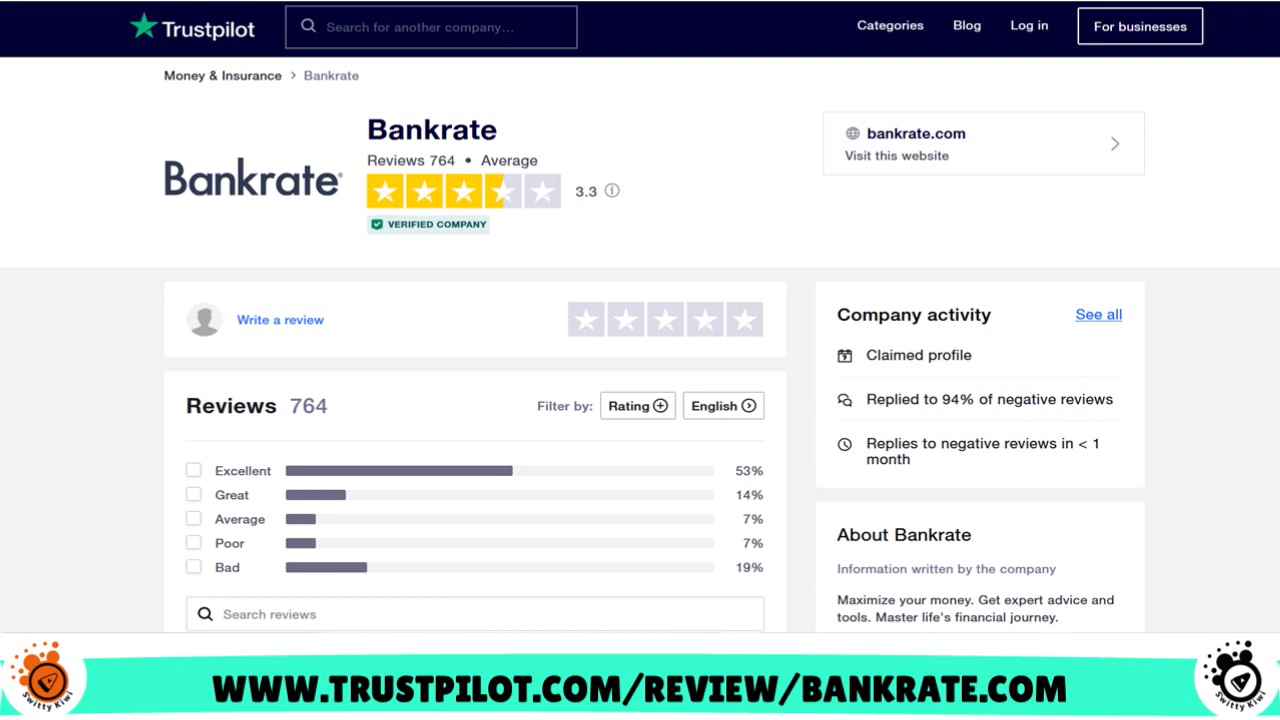 Trustpilot
Search for another company...
Categories
Blog
Log in
For businesses
Money & Insurance > Bankrate
Bankrate
Bankrate
Reviews 764 • Average
3.3
VERIFIED COMPANY
bankrate.com
Visit this website
Write a review
Reviews 764
Filter by:
Rating
English
Excellent 53%
Great 14%
Average 7%
Poor 7%
Bad 19%
Search reviews
Company activity
See all
Claimed profile
Replied to 94% of negative reviews
Replies to negative reviews in < 1
month
About Bankrate
Information written by the company
Maximize your money. Get expert advice and
tools. Master life's financial journey.
Switty Kiwi
WWW.TRUSTPILOT.COM/REVIEW/BANKRATE.COM
Switty Kiwi